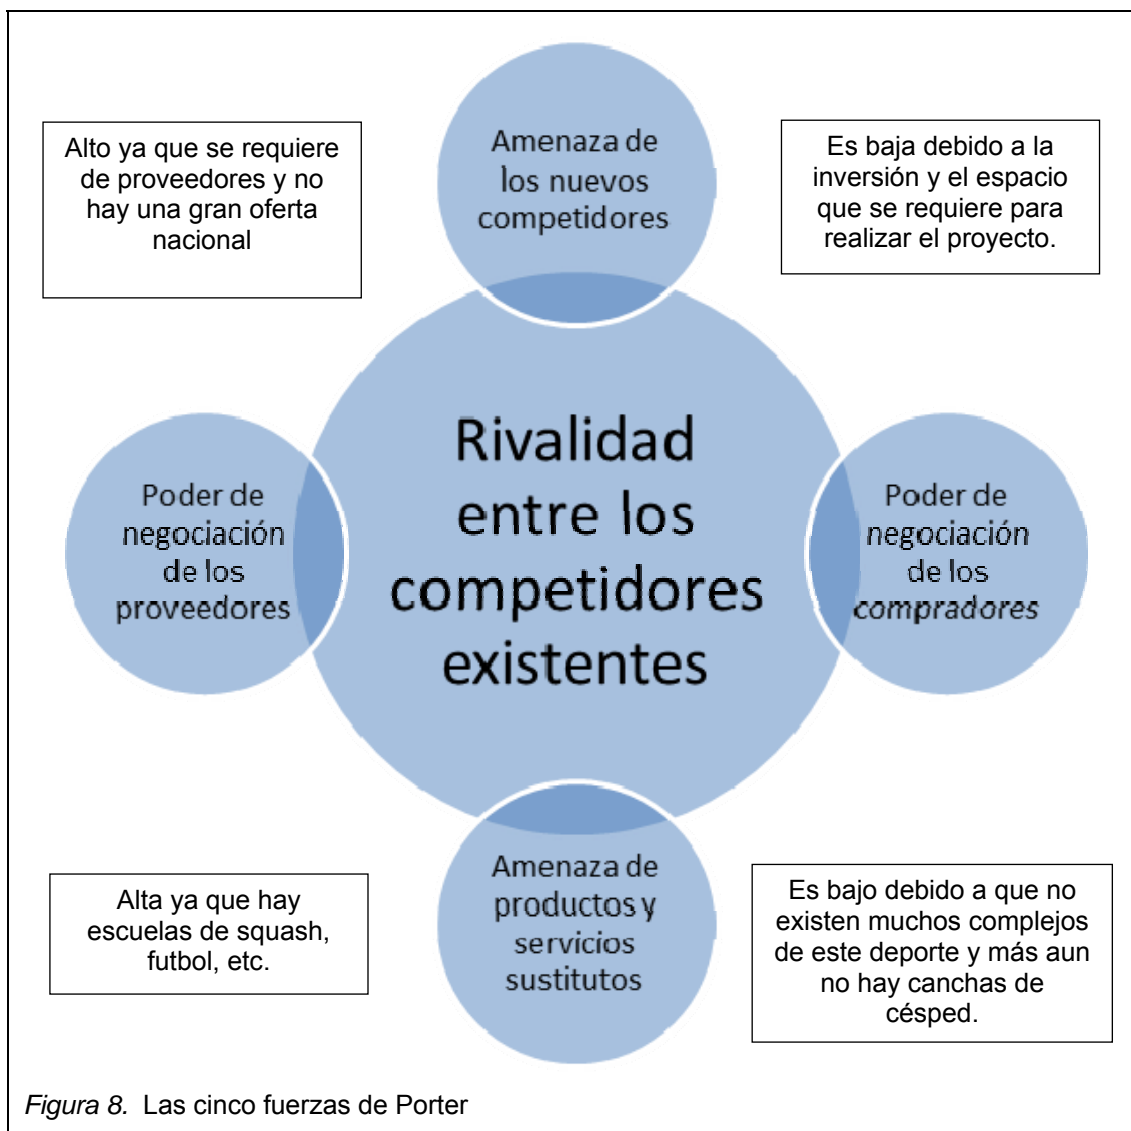 Alto ya que se requiere
de proveedores y no
hay una gran oferta
nacional
Amenaza de
los nuevos
competidores
Es baja debido a la
inversión y el espacio
que se requiere para
realizar el proyecto.
Poder de
negociación
de los
proveedores
Rivalidad
entre los
competidores
existentes
Poder de
negociación
de los
compradores
Alta ya que hay
escuelas de squash,
futbol, etc.
Amenaza de
productos y
servicios
sustitutos
Es bajo debido a que no
existen muchos complejos
de este deporte y más aun
no hay canchas de
césped.
Figura 8. Las cinco fuerzas de Porter